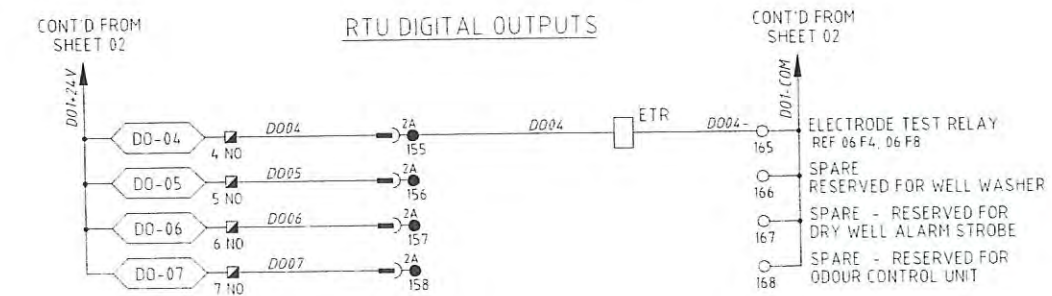 CONT'D FROM
SHEET 02
RTU DIGITAL OUTPUTS
CONT'D FROM
SHEET 02
DO1+24V
DO1-COM
DO-04
4 NO
DO04
2A
155
DO04
ETR
DO04-
165
ELECTRODE TEST RELAY
REF 06 F4, 06 F8
DO-05
5 NO
DO05
2A
156
166
SPARE
RESERVED FOR WELL WASHER
DO-06
6 NO
DO06
2A
157
167
SPARE - RESERVED FOR
DRY WELL ALARM STROBE
DO-07
7 NO
DO07
2A
158
168
SPARE - RESERVED FOR
ODOUR CONTROL UNIT